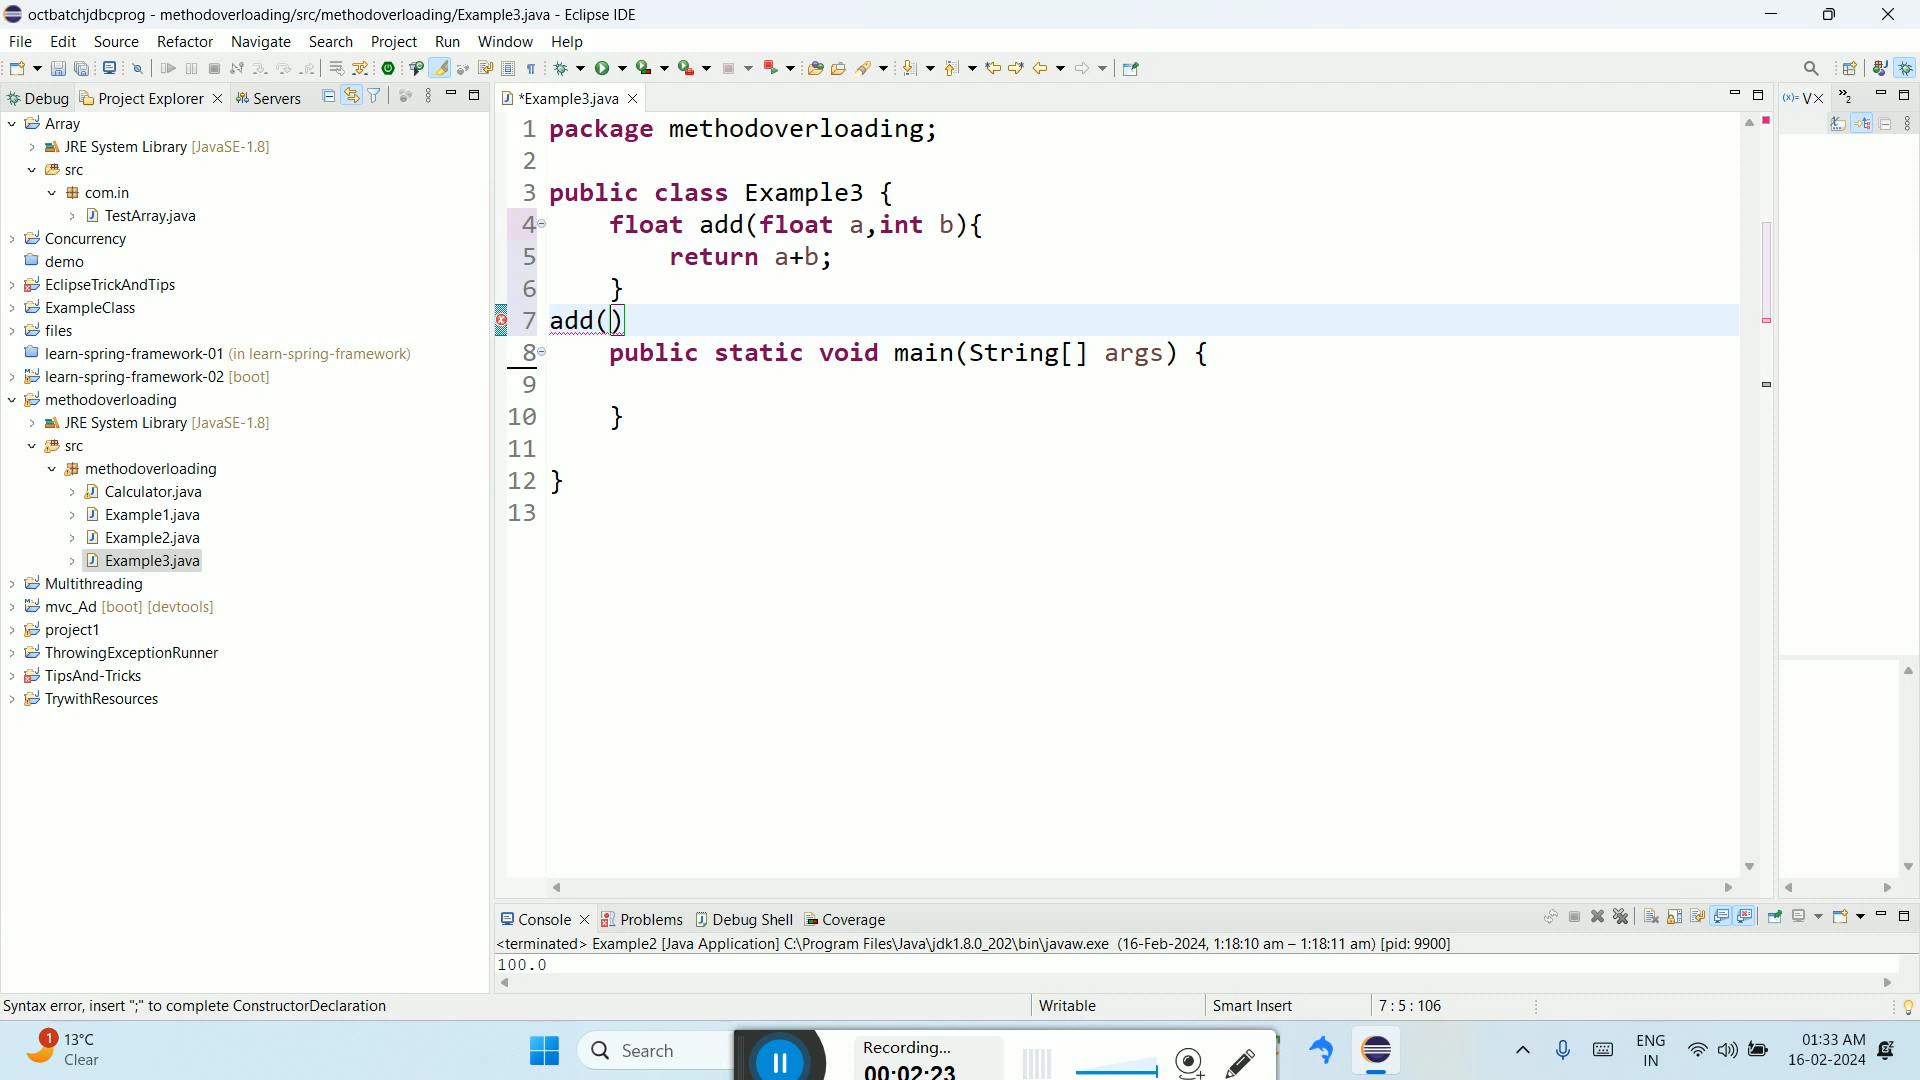 octbatchjdbcprog - methodoverloading/src/methodoverloading/Example3.java - Eclipse IDE
File Edit Source Refactor Navigate Search Project Run Window Help
Debug Project Explorer Servers
Array
JRE System Library [JavaSE-1.8]
src
com.in
TestArray.java
Concurrency
demo
EclipseTrickAndTips
ExampleClass
files
learn-spring-framework-01 (in learn-spring-framework)
learn-spring-framework-02 [boot]
methodoverloading
JRE System Library [JavaSE-1.8]
src
methodoverloading
Calculator.java
Example1.java
Example2.java
Example3.java
Multithreading
mvc_Ad [boot] [devtools]
project1
ThrowingExceptionRunner
TipsAnd-Tricks
TrywithResources
*Example3.java
1 package methodoverloading;
2
3 public class Example3 {
4 float add(float a,int b){
5 return a+b;
6 }
7 add()
8 public static void main(String[] args) {
9
10 }
11
12 }
13
(x)= V
2
Console Problems Debug Shell Coverage
<terminated> Example2 [Java Application] C:\Program Files\Java\jdk1.8.0_202\bin\javaw.exe (16-Feb-2024, 1:18:10 am – 1:18:11 am) [pid: 9900]
100.0
Syntax error, insert ";" to complete ConstructorDeclaration Writable Smart Insert 7 : 5 : 106
1
13°C
Clear
Search
Recording...
00:02:23
ENG
IN
01:33 AM
16-02-2024